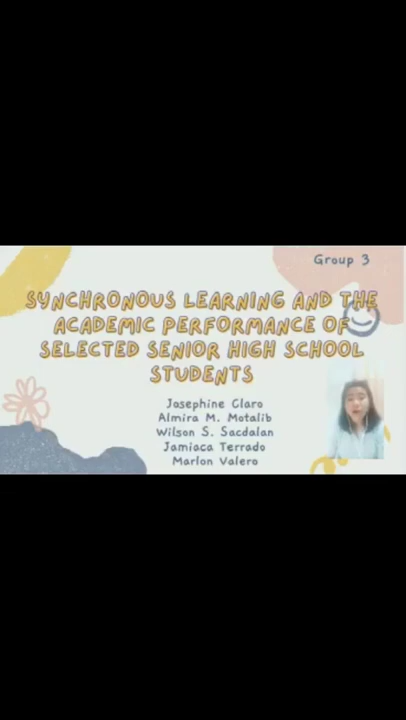 Group 3
SYNCHRONOUS LEARNING AND THE
ACADEMIC PERFORMANCE OF
SELECTED SENIOR HIGH SCHOOL
STUDENTS
Josephine Claro
Almira M. Motalib
Wilson S. Sacdalan
Jamiaca Terrado
Marlon Valero